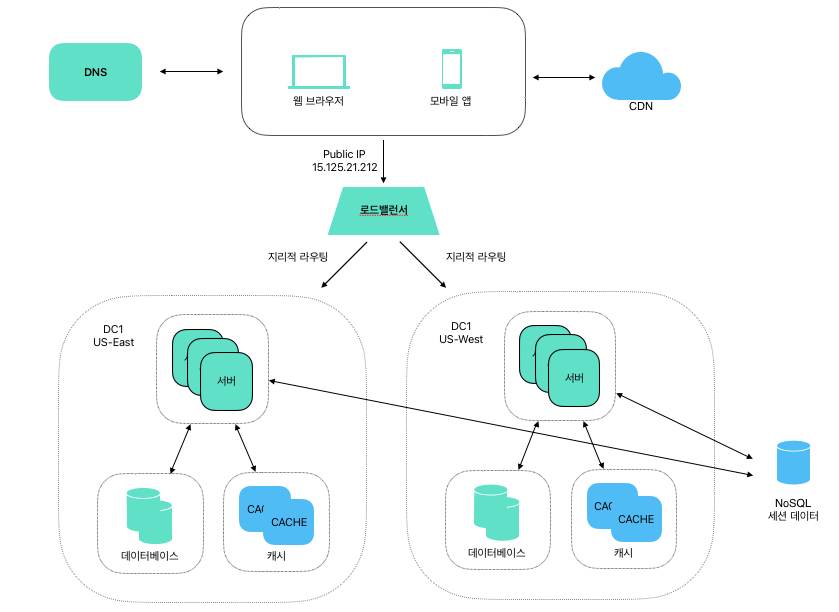 DNS
웹 브라우저
모바일 앱
CDN
Public IP
15.125.21.212
로드밸런서
지리적 라우팅
지리적 라우팅
DC1
US-East
서버
DC1
US-West
서버
CAC
CACHE
데이터베이스
캐시
CAC
CACHE
데이터베이스
캐시
NoSQL
세션 데이터